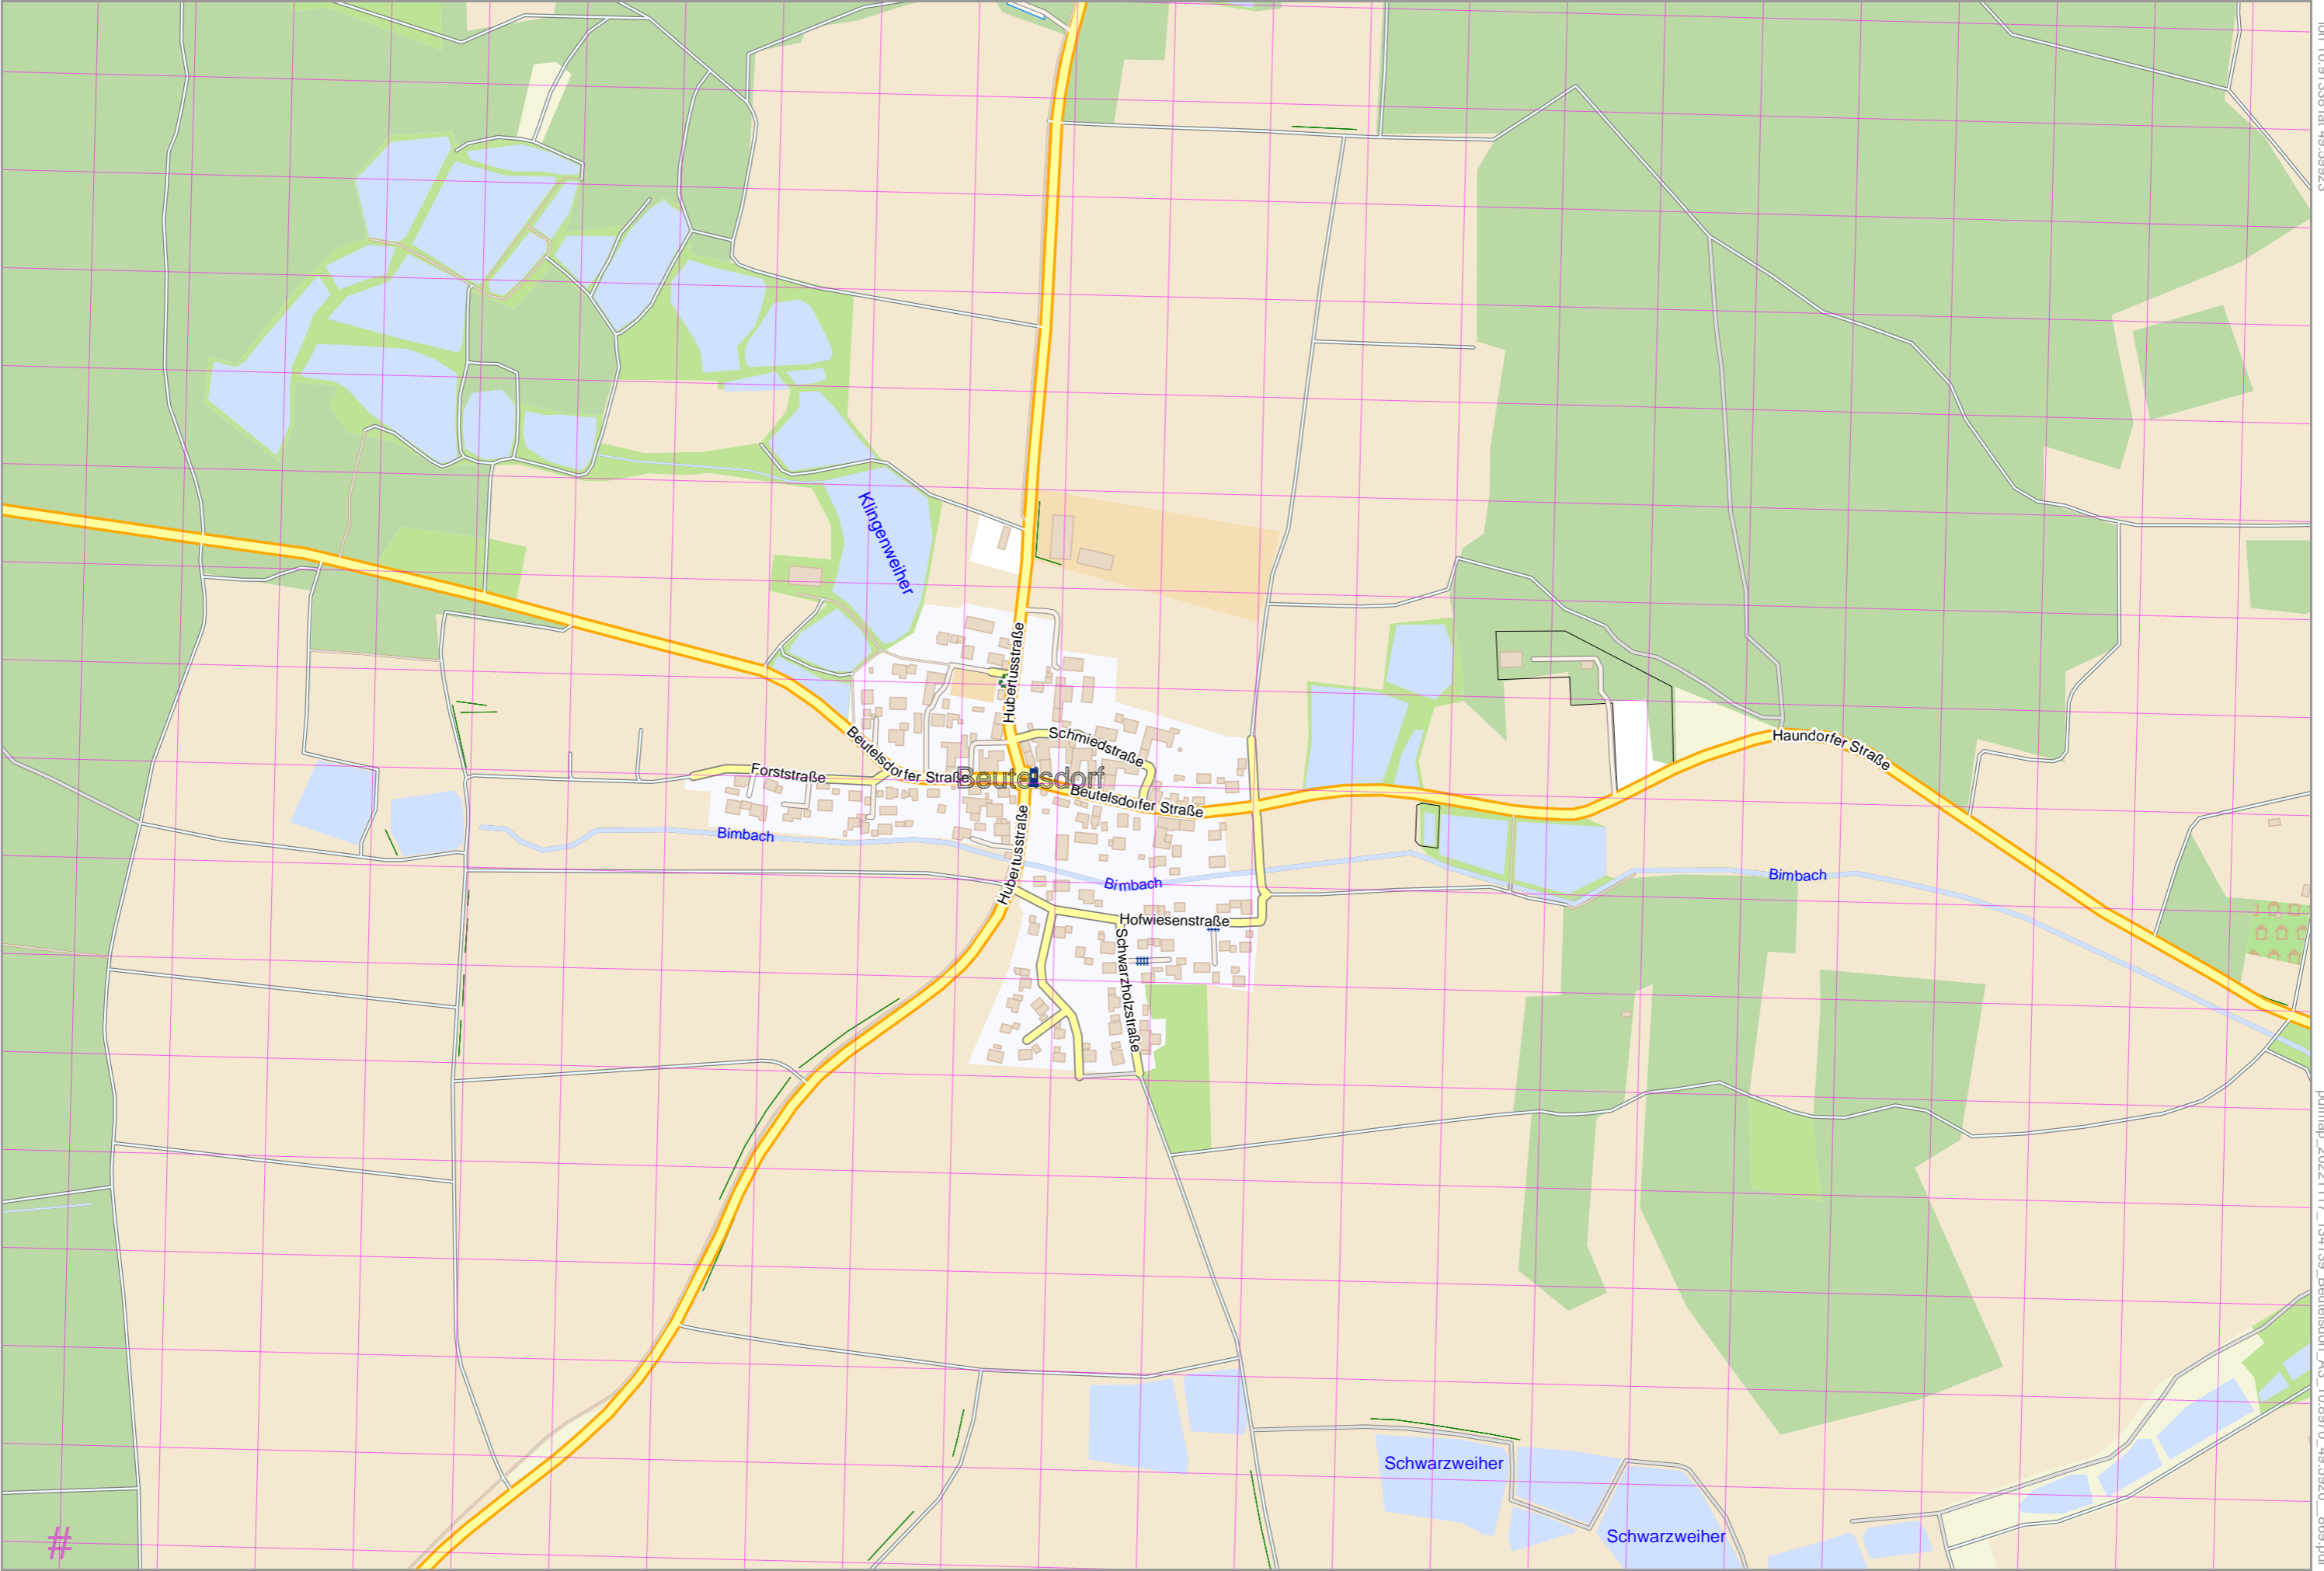 Klingenweiher
Hubertusstraße
Schmiedstraße
Haundorfer Straße
Beutelsdorfer Straße
Forststraße
Beutelsdorf
Beutelsdorfer Straße
Bimbach
Hubertusstraße
Bimbach
Bimbach
Hofwiesenstraße
Schwarzholzstraße
Schwarzweiher
Schwarzweiher
#